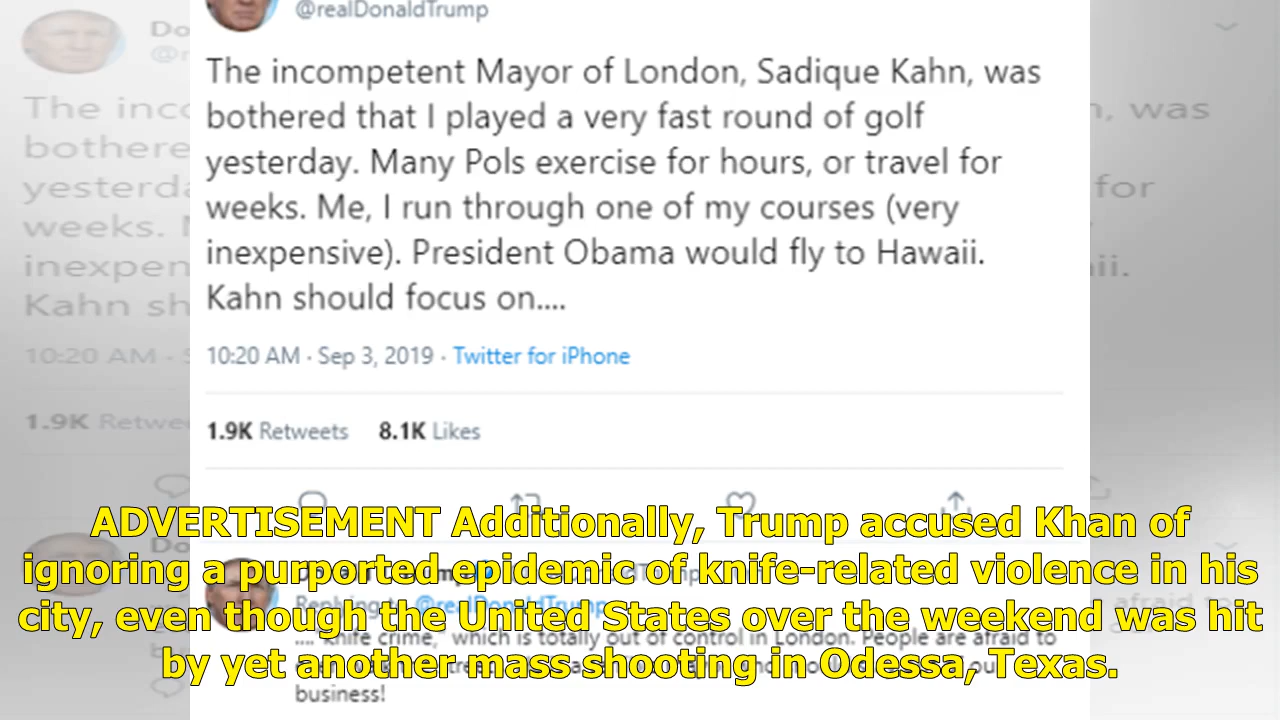 @realDonaldTrump
The incompetent Mayor of London, Sadique Kahn, was
bothered that I played a very fast round of golf
yesterday. Many Pols exercise for hours, or travel for
weeks. Me, I run through one of my courses (very
inexpensive). President Obama would fly to Hawaii.
Kahn should focus on....
10:20 AM · Sep 3, 2019 · Twitter for iPhone
1.9K Retweets 8.1K Likes
ADVERTISEMENT Additionally, Trump accused Khan of
ignoring a purported epidemic of knife-related violence in his
city, even though the United States over the weekend was hit
by yet another mass shooting in Odessa, Texas.
Replying to @realDonaldTrump
...."knife crime," which is totally out of control in London. People are afraid to
business!